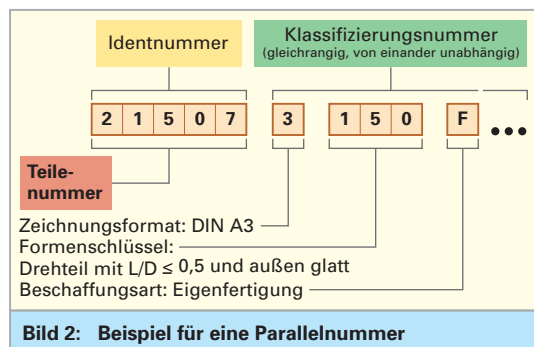 Identnummer
Klassifizierungsnummer
(gleichrangig, von einander unabhängig)
2 1 5 0 7 3 1 5 0 F •••
Teile-
nummer
Zeichnungsformat: DIN A3
Formenschlüssel:
Drehteil mit L/D ≤ 0,5 und außen glatt
Beschaffungsart: Eigenfertigung
Bild 2: Beispiel für eine Parallelnummer